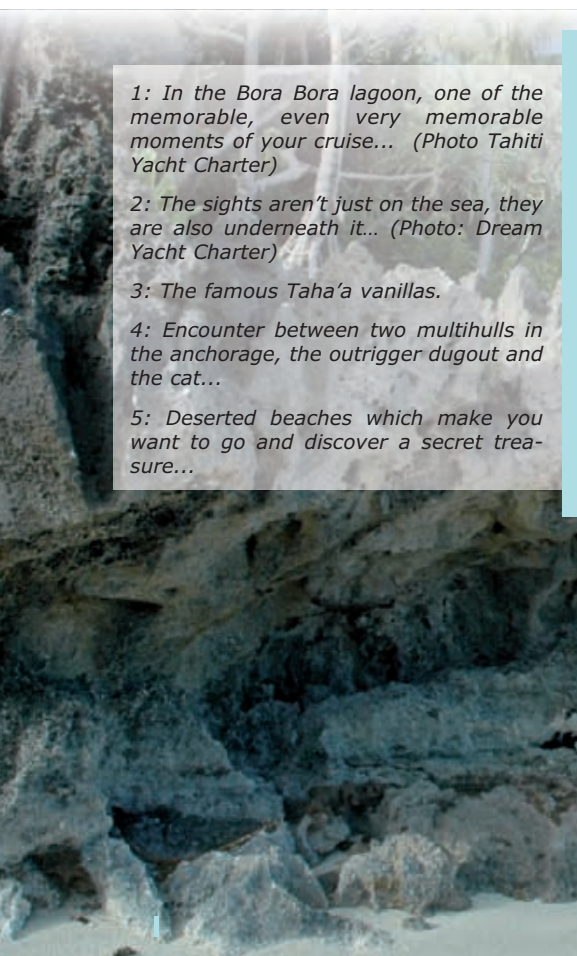 1: In the Bora Bora lagoon, one of the
memorable, even very memorable
moments of your cruise... (Photo Tahiti
Yacht Charter)
2: The sights aren't just on the sea, they
are also underneath it… (Photo: Dream
Yacht Charter)
3: The famous Taha'a vanillas.
4: Encounter between two multihulls in
the anchorage, the outrigger dugout and
the cat...
5: Deserted beaches which make you
want to go and discover a secret trea-
sure...